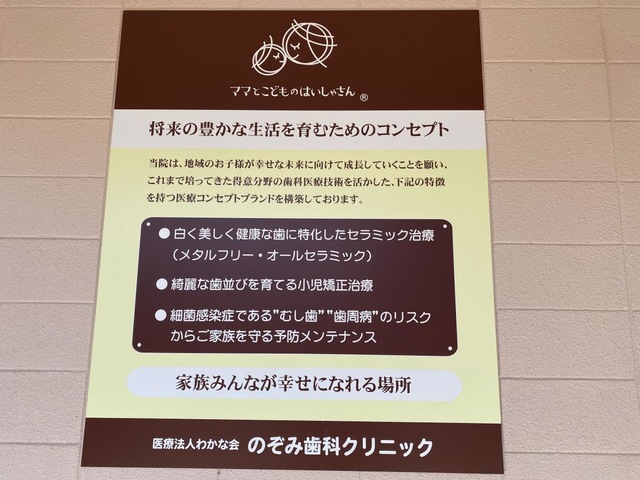 ママとこどものはいしゃさん ®
将来の豊かな生活を育むためのコンセプト
当院は、地域のお子様が幸せな未来に向けて成長していくことを願い、
これまで培ってきた得意分野の歯科医療技術を活かした、下記の特徴
を持つ医療コンセプトブランドを構築しております。
● 白く美しく健康な歯に特化したセラミック治療
（メタルフリー・オールセラミック）
● 綺麗な歯並びを育てる小児矯正治療
● 細菌感染症である“むし歯”“歯周病”のリスク
からご家族を守る予防メンテナンス
家族みんなが幸せになれる場所
医療法人わかな会 のぞみ歯科クリニック